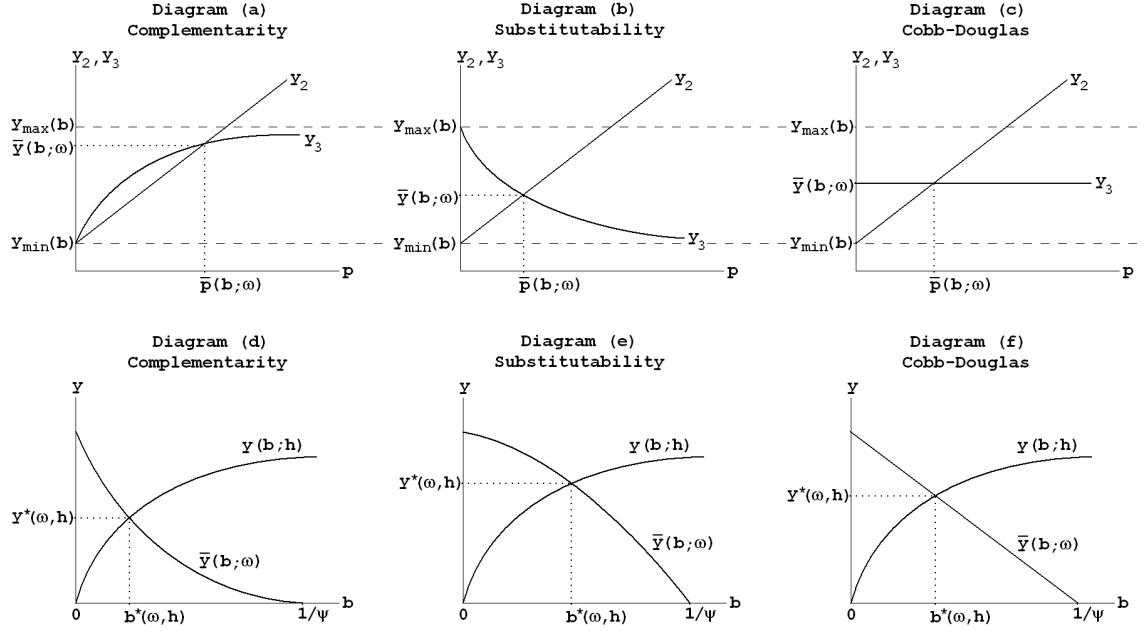 Diagram (a)
Complementarity
Y2,Y3
Y2
Ymax(b)
ȳ(b;ω)
Y3
Ymin(b)
p̄(b;ω)
p
Diagram (b)
Substitutability
Y2,Y3
Y2
Ymax(b)
ȳ(b;ω)
Ymin(b)
Y3
p̄(b;ω)
p
Diagram (c)
Cobb-Douglas
Y2,Y3
Y2
Ymax(b)
ȳ(b;ω)
Y3
Ymin(b)
p̄(b;ω)
p
Diagram (d)
Complementarity
y
y(b;h)
y*(ω,h)
ȳ(b;ω)
0
b*(ω,h)
1/ψ
b
Diagram (e)
Substitutability
y
y(b;h)
y*(ω,h)
ȳ(b;ω)
0
b*(ω,h)
1/ψ
b
Diagram (f)
Cobb-Douglas
y
y(b;h)
y*(ω,h)
ȳ(b;ω)
0
b*(ω,h)
1/ψ
b